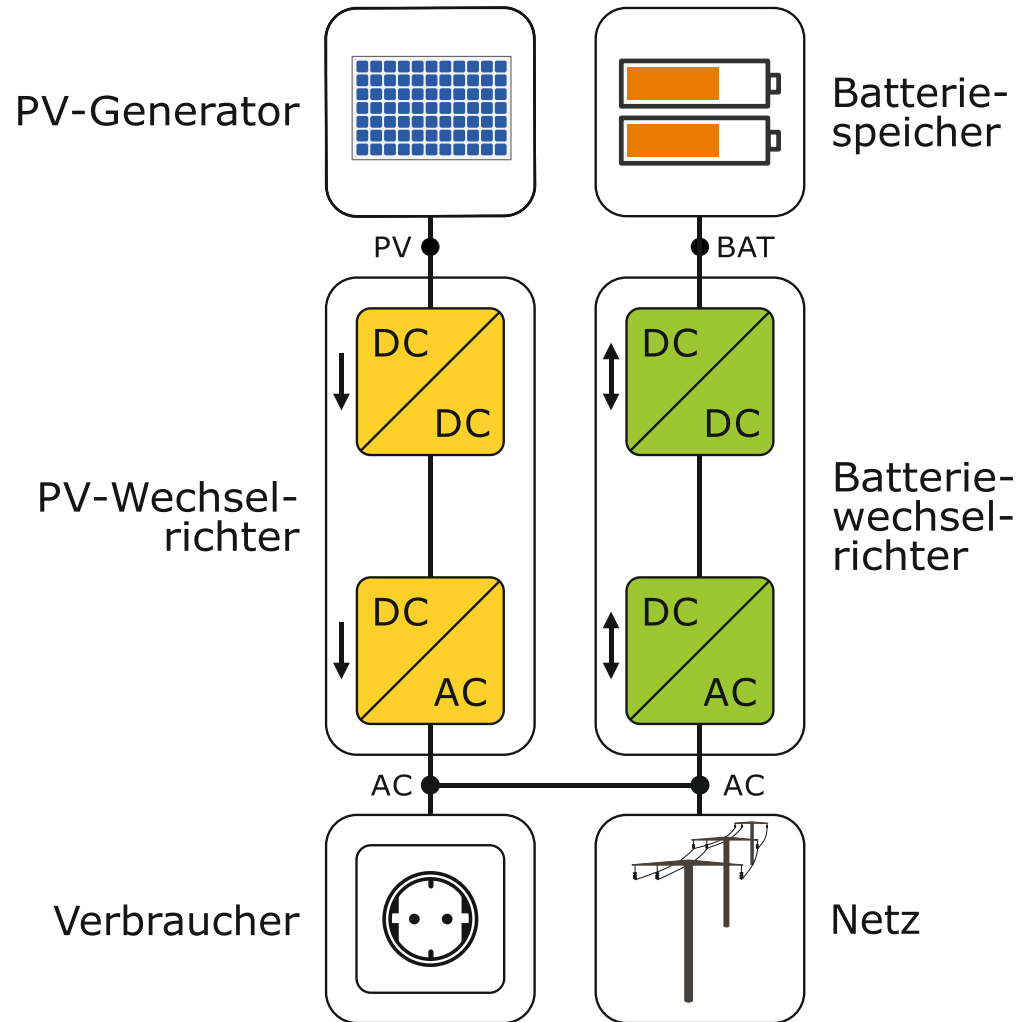 PV-Generator
Batterie-
speicher
PV
BAT
DC
DC
DC
DC
PV-Wechsel-
richter
Batterie-
wechsel-
richter
DC
AC
DC
AC
AC
AC
Verbraucher
Netz